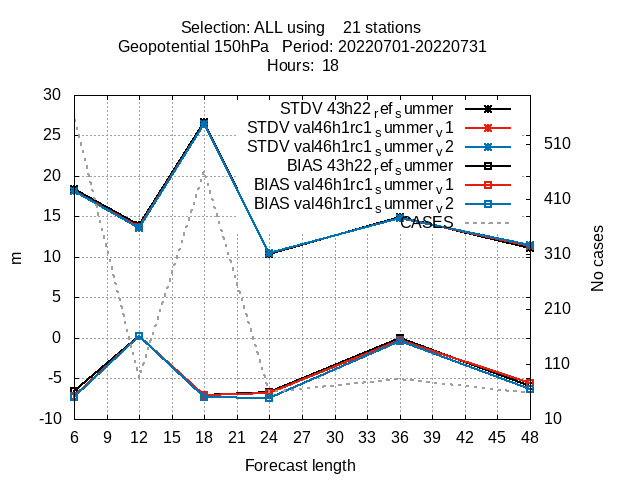 Selection: ALL using 21 stations
Geopotential 150hPa Period: 20220701-20220731
Hours: 18
30
25
20
15
10
5
0
-5
-10
m
STDV 43h22ref_summer
STDV val46h1rc1_summer_v1
STDV val46h1rc1_summer_v2
BIAS 43h22ref_summer
BIAS val46h1rc1_summer_v1
BIAS val46h1rc1_summer_v2
CASES
510
410
310
210
110
10
No cases
6 9 12 15 18 21 24 27 30 33 36 39 42 45 48
Forecast length